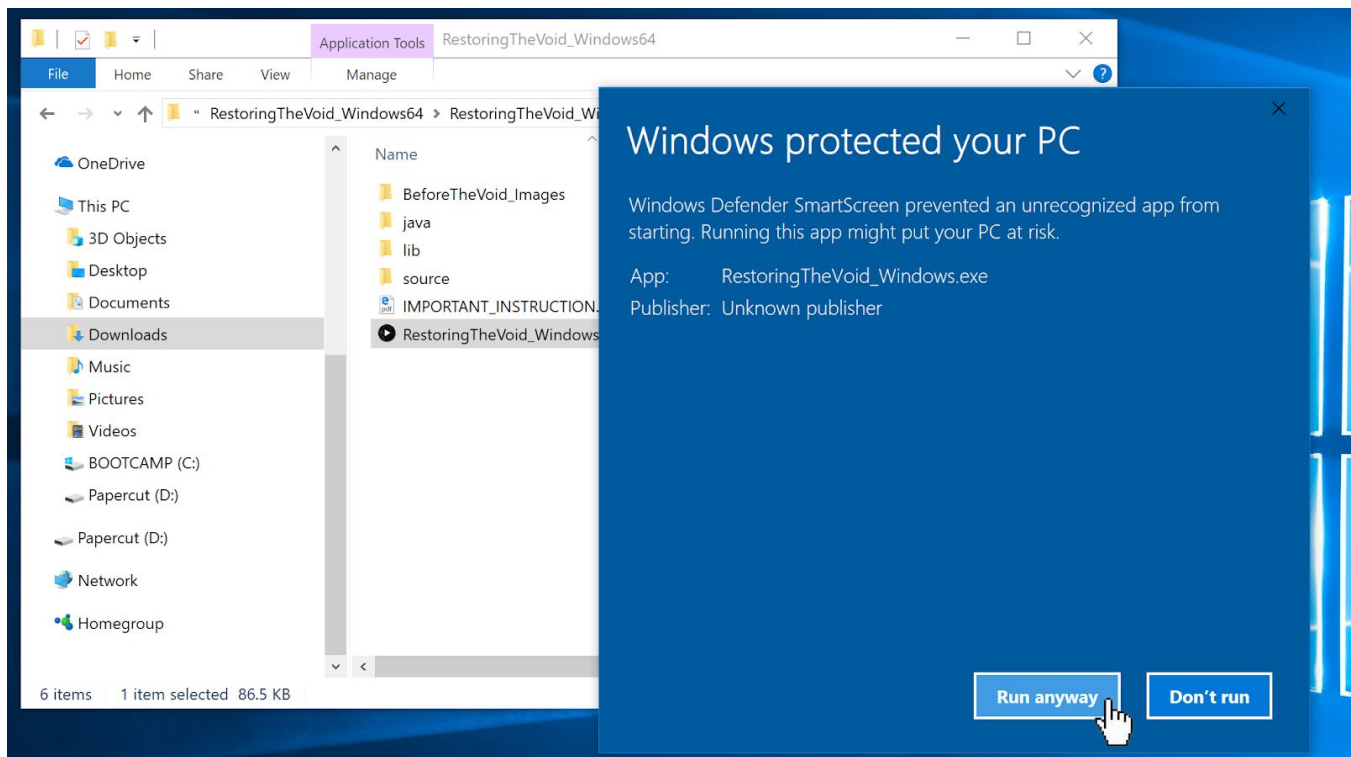 Application Tools
RestoringTheVoid_Windows64
File
Home
Share
View
Manage
?
« RestoringTheVoid_Windows64 > RestoringTheVoid_Wi
OneDrive
This PC
3D Objects
Desktop
Documents
Downloads
Music
Pictures
Videos
BOOTCAMP (C:)
Papercut (D:)
Papercut (D:)
Network
Homegroup
Name
BeforeTheVoid_Images
java
lib
source
IMPORTANT_INSTRUCTION.
RestoringTheVoid_Windows
6 items
1 item selected 86.5 KB
Windows protected your PC
Windows Defender SmartScreen prevented an unrecognized app from
starting. Running this app might put your PC at risk.
App: RestoringTheVoid_Windows.exe
Publisher: Unknown publisher
Run anyway
Don't run